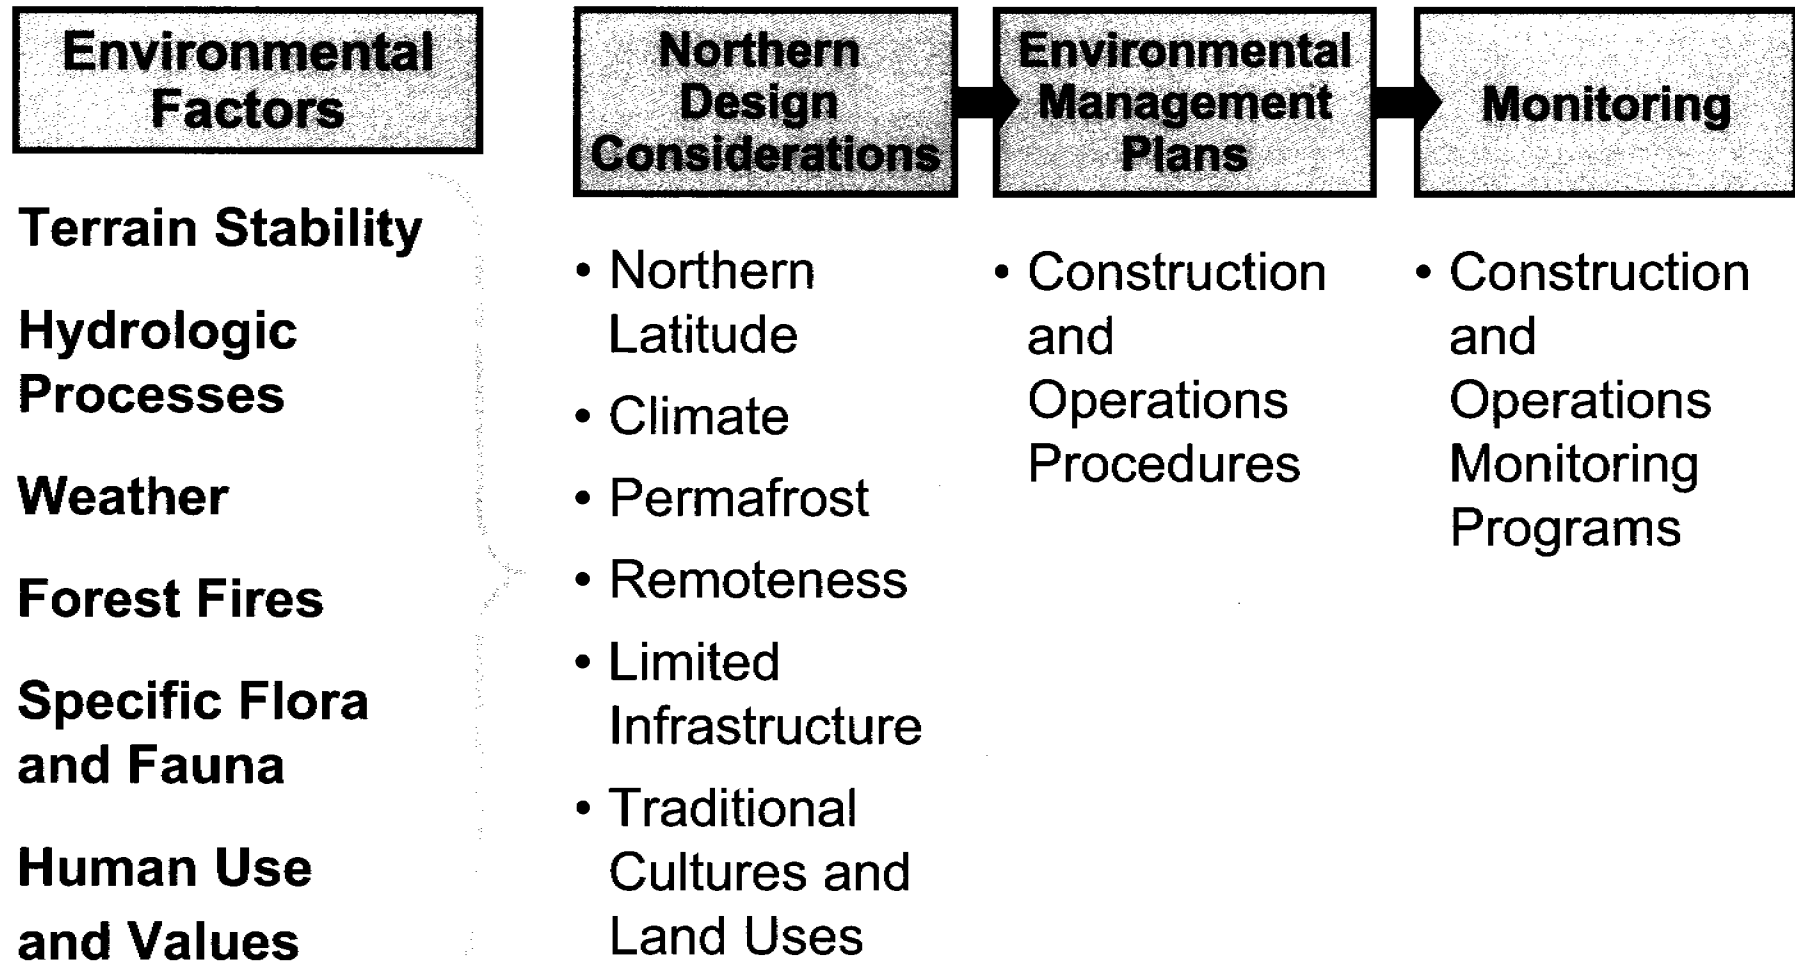 Environmental
Factors
Terrain Stability
Hydrologic
Processes
Weather
Forest Fires
Specific Flora
and Fauna
Human Use
and Values
Northern
Design
Considerations
• Northern
Latitude
• Climate
• Permafrost
• Remoteness
• Limited
Infrastructure
• Traditional
Cultures and
Land Uses
Environmental
Management
Plans
• Construction
and
Operations
Procedures
Monitoring
• Construction
and
Operations
Monitoring
Programs